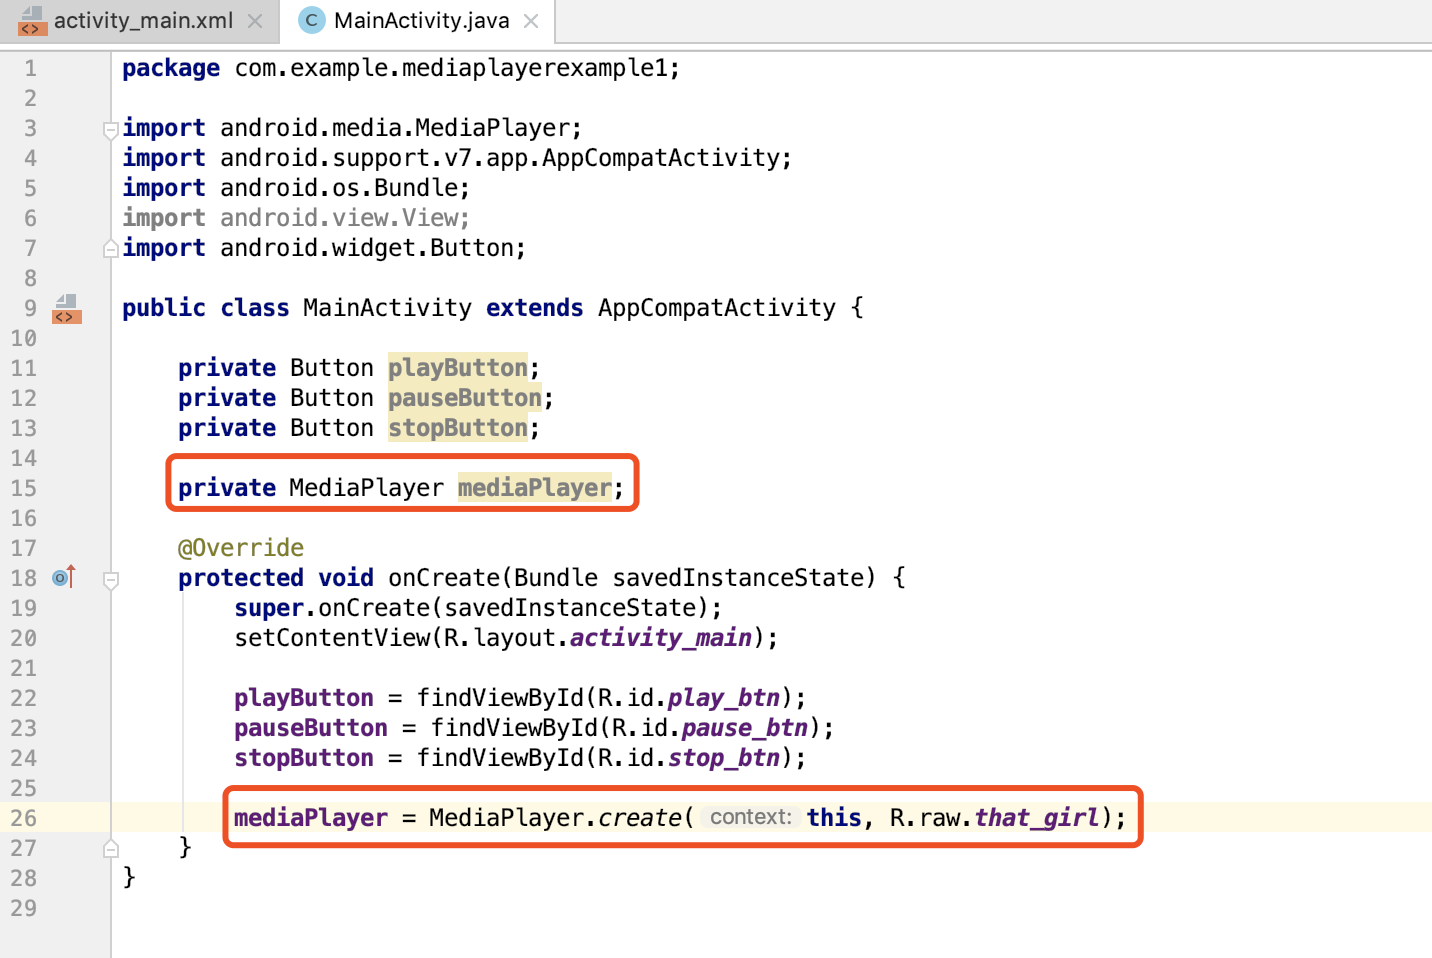 activity_main.xml MainActivity.java
1 package com.example.mediaplayerexample1;
2
3 import android.media.MediaPlayer;
4 import android.support.v7.app.AppCompatActivity;
5 import android.os.Bundle;
6 import android.view.View;
7 import android.widget.Button;
8
9 public class MainActivity extends AppCompatActivity {
10
11 private Button playButton;
12 private Button pauseButton;
13 private Button stopButton;
14
15 private MediaPlayer mediaPlayer;
16
17 @Override
18 protected void onCreate(Bundle savedInstanceState) {
19 super.onCreate(savedInstanceState);
20 setContentView(R.layout.activity_main);
21
22 playButton = findViewById(R.id.play_btn);
23 pauseButton = findViewById(R.id.pause_btn);
24 stopButton = findViewById(R.id.stop_btn);
25
26 mediaPlayer = MediaPlayer.create( context: this, R.raw.that_girl);
27 }
28 }
29